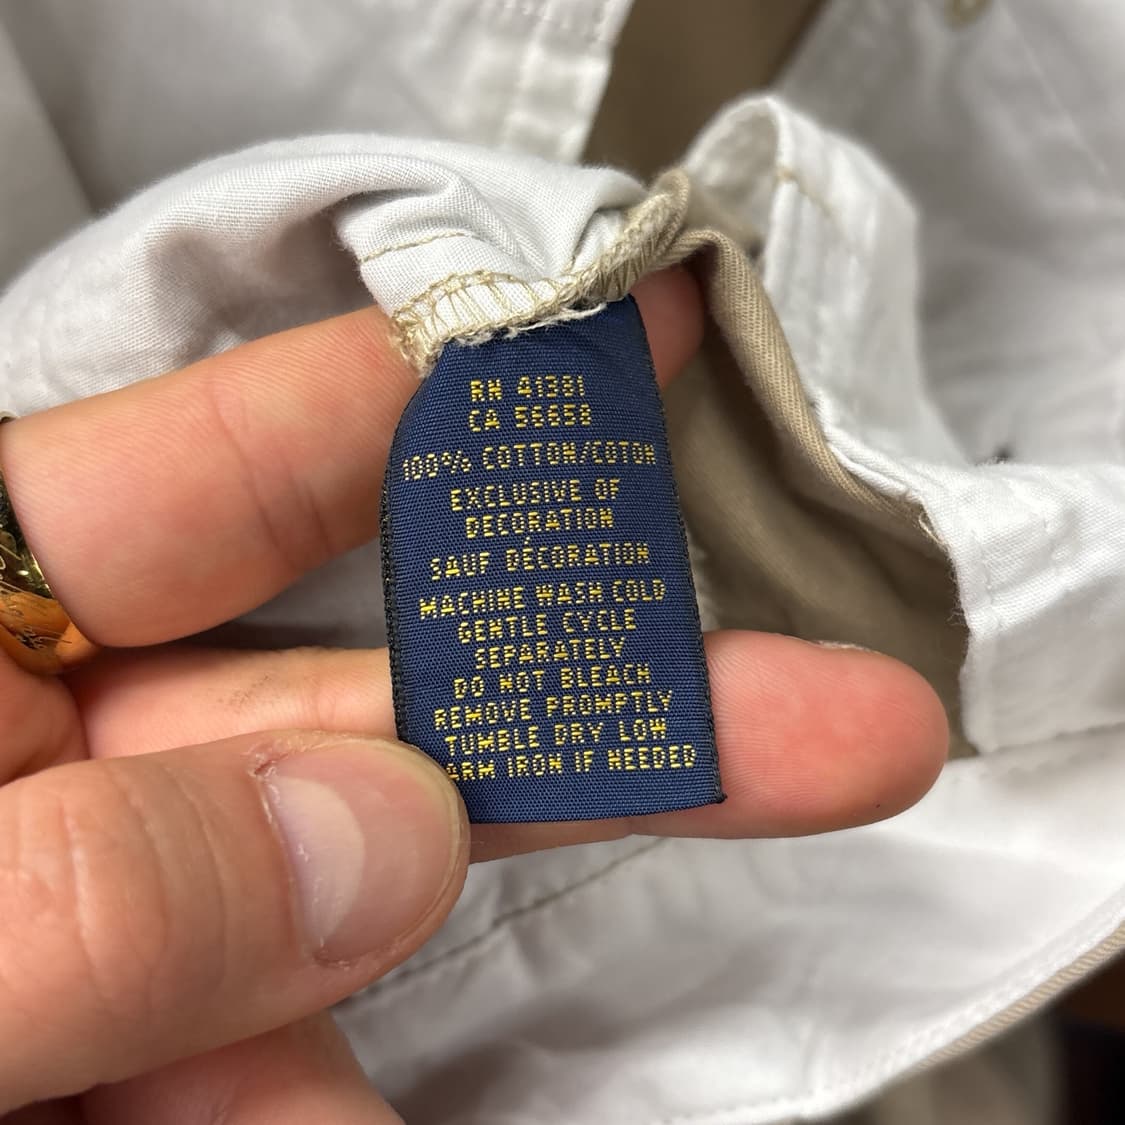 RN 41381
CA 56658
100% COTTON/COTON
EXCLUSIVE OF
DECORATION
SAUF DÉCORATION
MACHINE WASH COLD
GENTLE CYCLE
SEPARATELY
DO NOT BLEACH
REMOVE PROMPTLY
TUMBLE DRY LOW
ARM IRON IF NEEDED